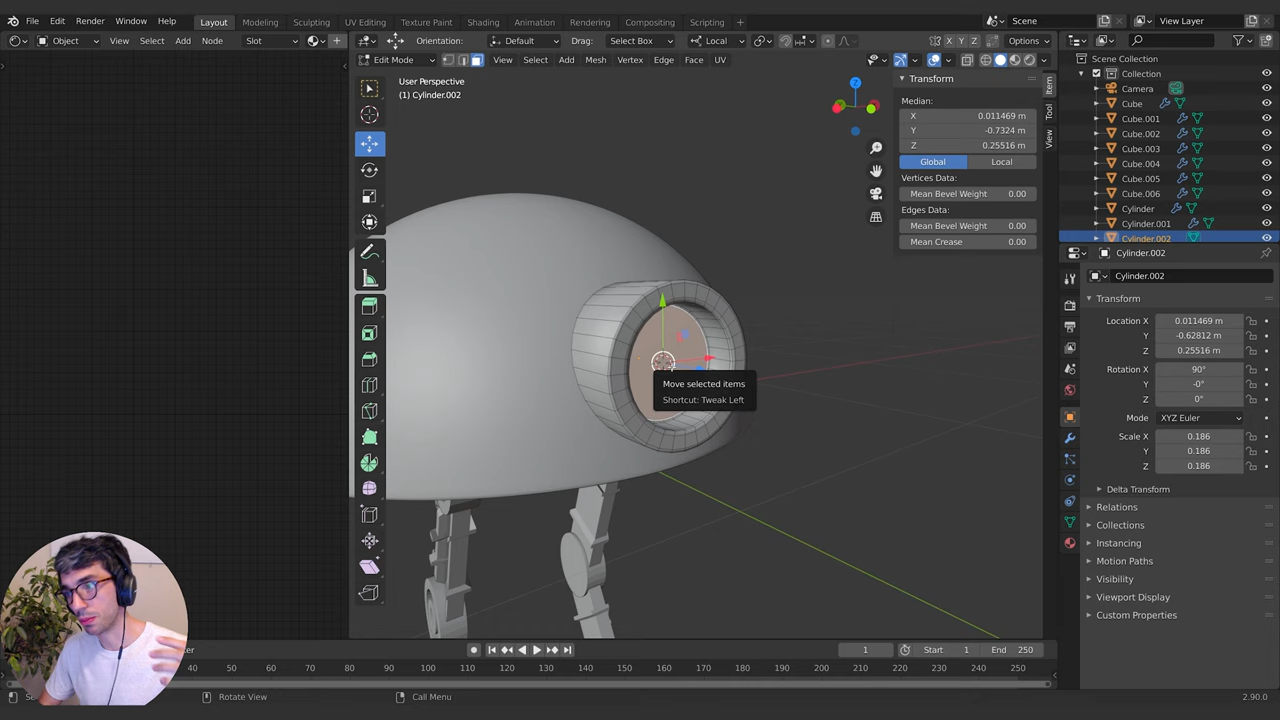 File Edit Render Window Help Layout Modeling Sculpting UV Editing Texture Paint Shading Animation Rendering Compositing Scripting + Scene View Layer
Object View Select Add Node Slot Orientation: Default Drag: Select Box Local X Y Z Options
Edit Mode View Select Add Mesh Vertex Edge Face UV
User Perspective
(1) Cylinder.002
Z
Transform
Median:
X 0.011469 m
Y -0.7324 m
Z 0.25516 m
Global Local
Vertices Data:
Mean Bevel Weight 0.00
Edges Data:
Mean Bevel Weight 0.00
Mean Crease 0.00
Item
Tool
View
Move selected items
Shortcut: Tweak Left
Scene Collection
Collection
Camera
Cube
Cube.001
Cube.002
Cube.003
Cube.004
Cube.005
Cube.006
Cylinder
Cylinder.001
Cylinder.002
Cylinder.002
Cylinder.002
Transform
Location X 0.011469 m
Y -0.62812 m
Z 0.25516 m
Rotation X 90°
Y -0°
Z 0°
Mode XYZ Euler
Scale X 0.186
Y 0.186
Z 0.186
Delta Transform
Relations
Collections
Instancing
Motion Paths
Visibility
Viewport Display
Custom Properties
1 Start 1 End 250
40 50 60 70 80 90 100 110 120 130 140 150 160 170 180 190 200 210 220 230 240 250
Rotate View Call Menu 2.90.0